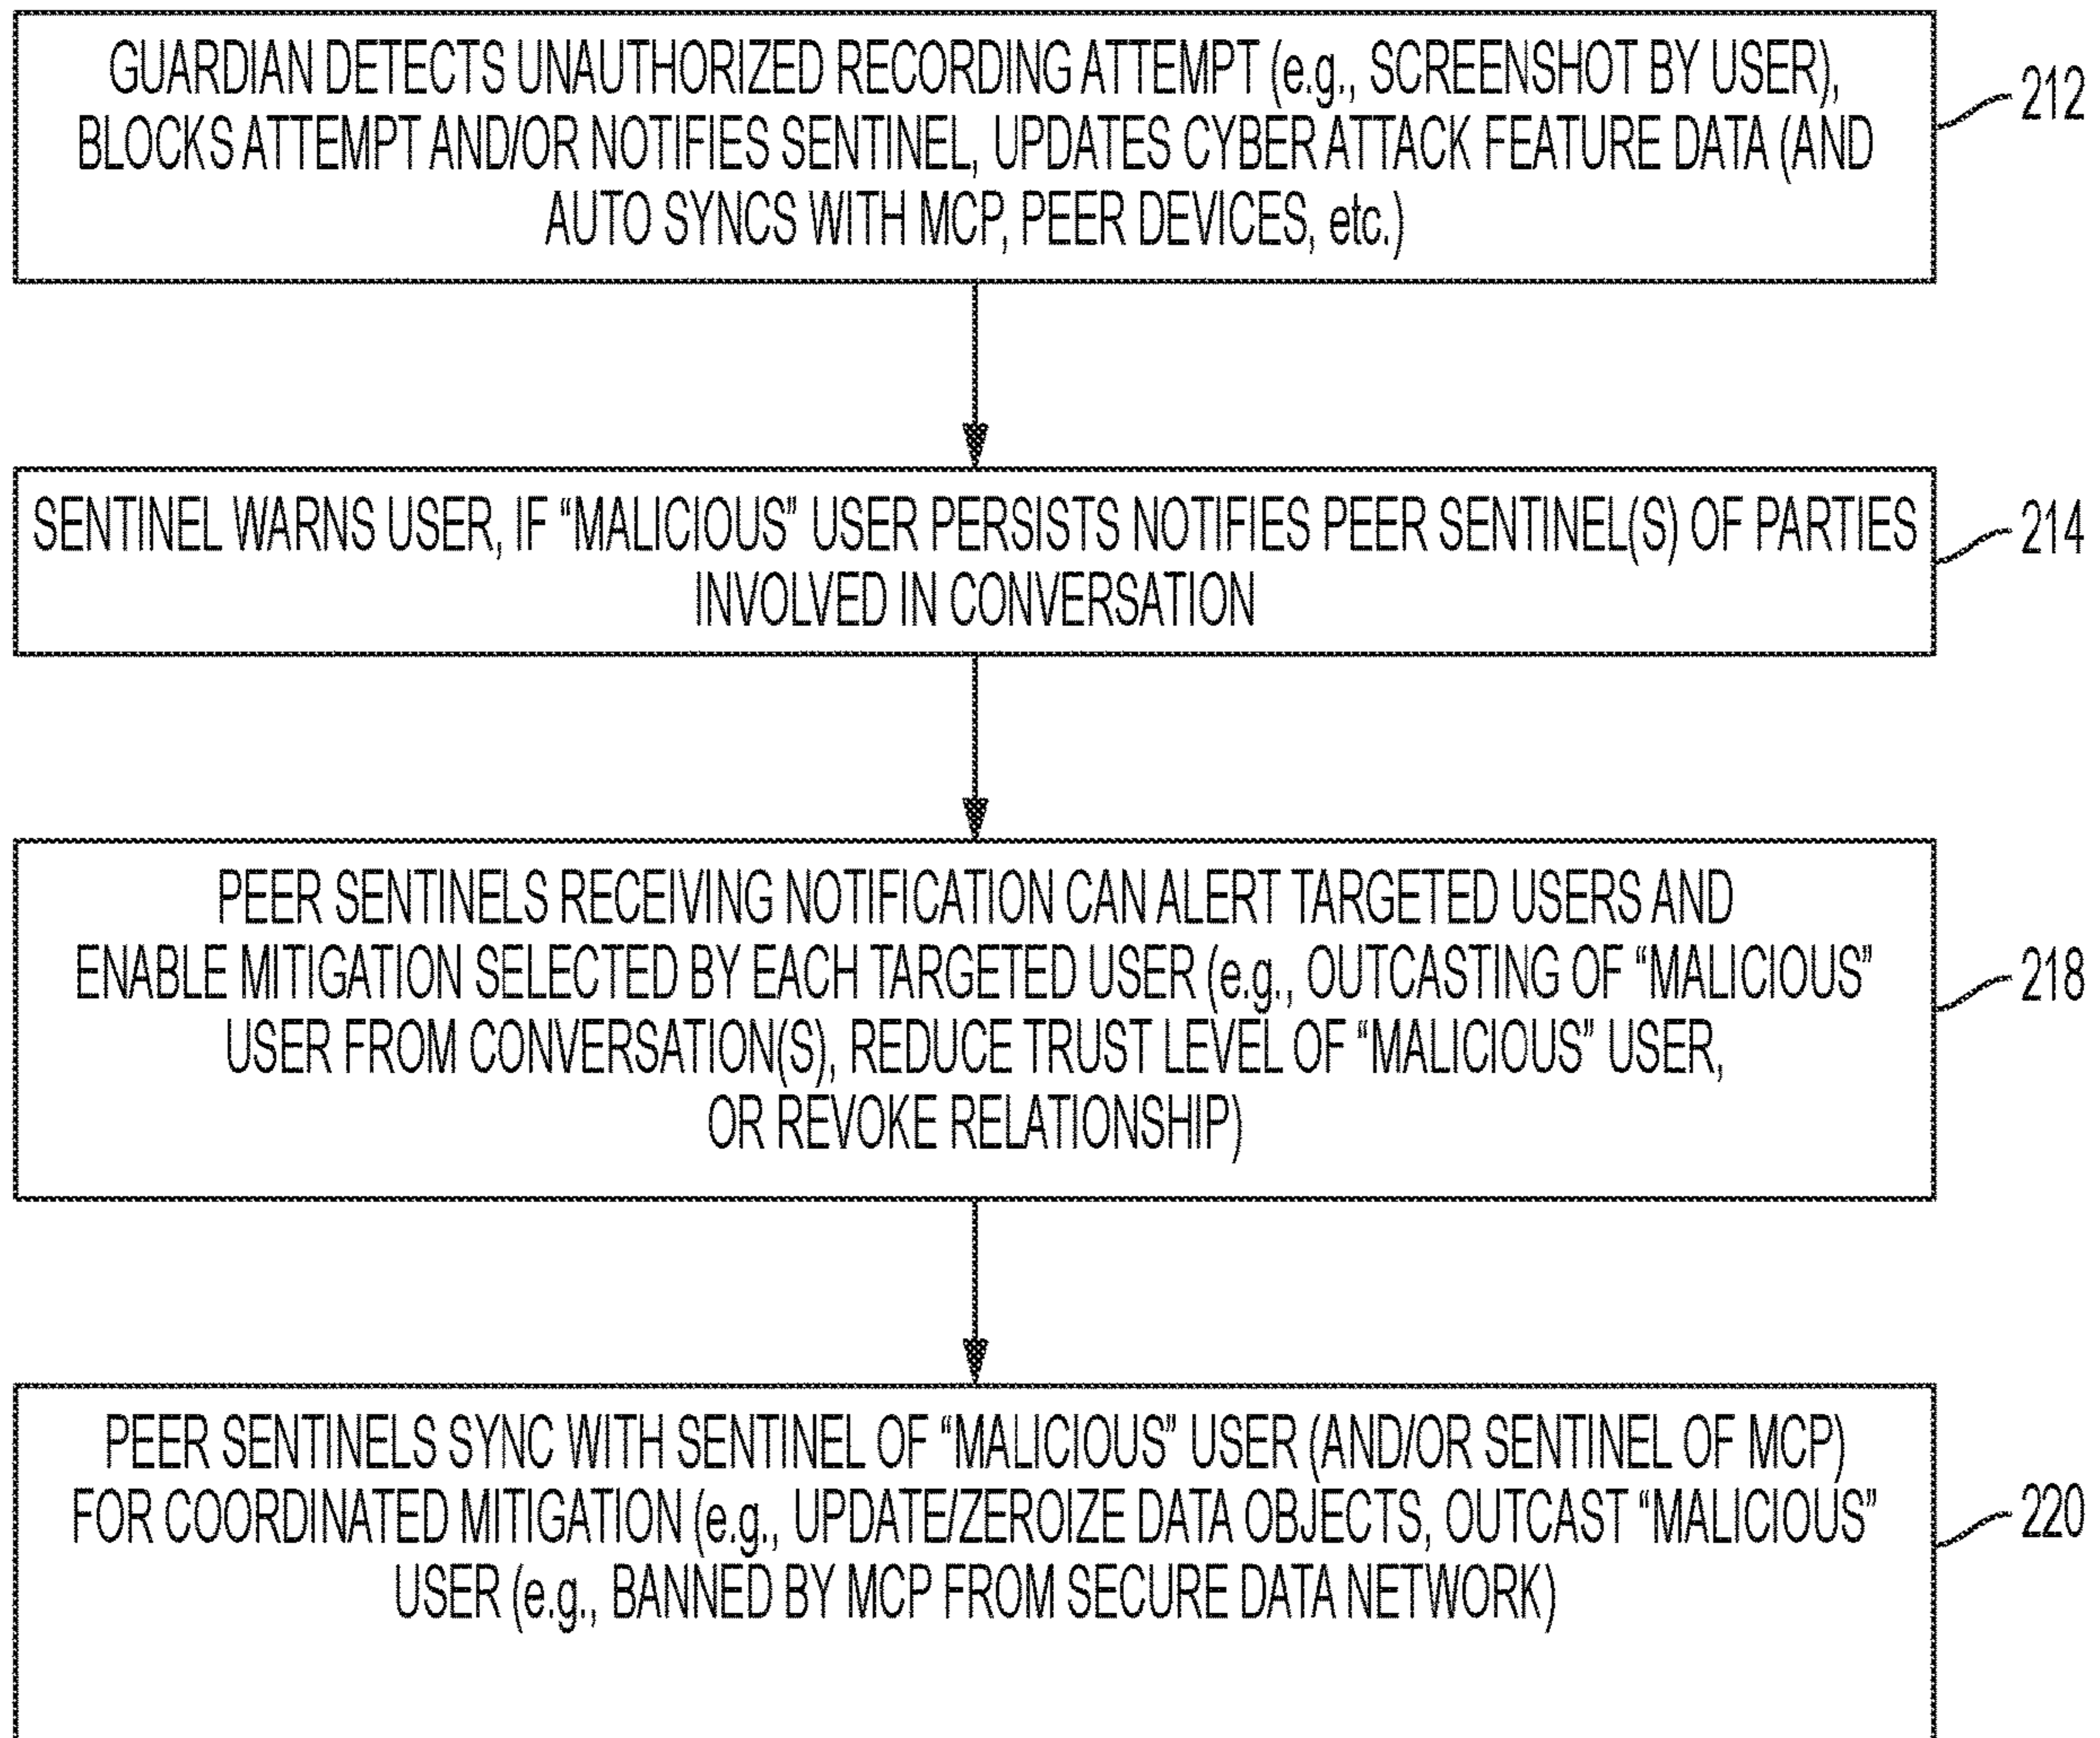 GUARDIAN DETECTS UNAUTHORIZED RECORDING ATTEMPT (e.g., SCREENSHOT BY USER),
BLOCKS ATTEMPT AND/OR NOTIFIES SENTINEL, UPDATES CYBER ATTACK FEATURE DATA (AND
AUTO SYNCS WITH MCP, PEER DEVICES, etc.)
212
SENTINEL WARNS USER, IF “MALICIOUS” USER PERSISTS NOTIFIES PEER SENTINEL(S) OF PARTIES
INVOLVED IN CONVERSATION
214
PEER SENTINELS RECEIVING NOTIFICATION CAN ALERT TARGETED USERS AND
ENABLE MITIGATION SELECTED BY EACH TARGETED USER (e.g., OUTCASTING OF “MALICIOUS”
USER FROM CONVERSATION(S), REDUCE TRUST LEVEL OF “MALICIOUS” USER,
OR REVOKE RELATIONSHIP)
218
PEER SENTINELS SYNC WITH SENTINEL OF “MALICIOUS” USER (AND/OR SENTINEL OF MCP)
FOR COORDINATED MITIGATION (e.g., UPDATE/ZEROIZE DATA OBJECTS, OUTCAST “MALICIOUS”
USER (e.g., BANNED BY MCP FROM SECURE DATA NETWORK)
220